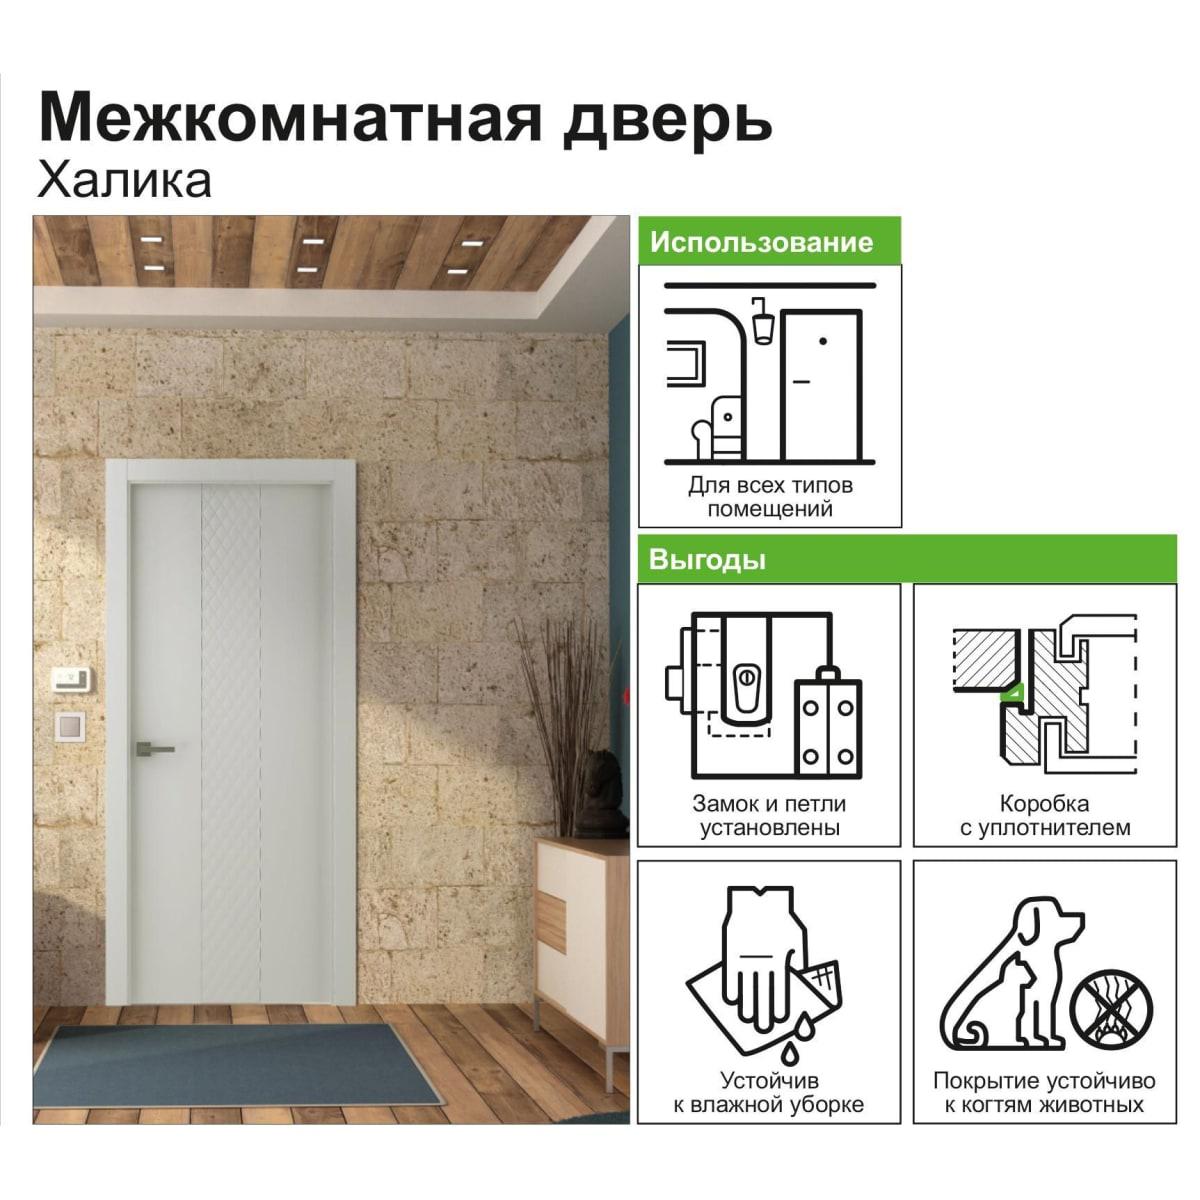 Межкомнатная дверь
Халика
Использование
Для всех типов
помещений
Выгоды
Замок и петли
установлены
Коробка
с уплотнителем
Устойчив
к влажной уборке
Покрытие устойчиво
к когтям животных